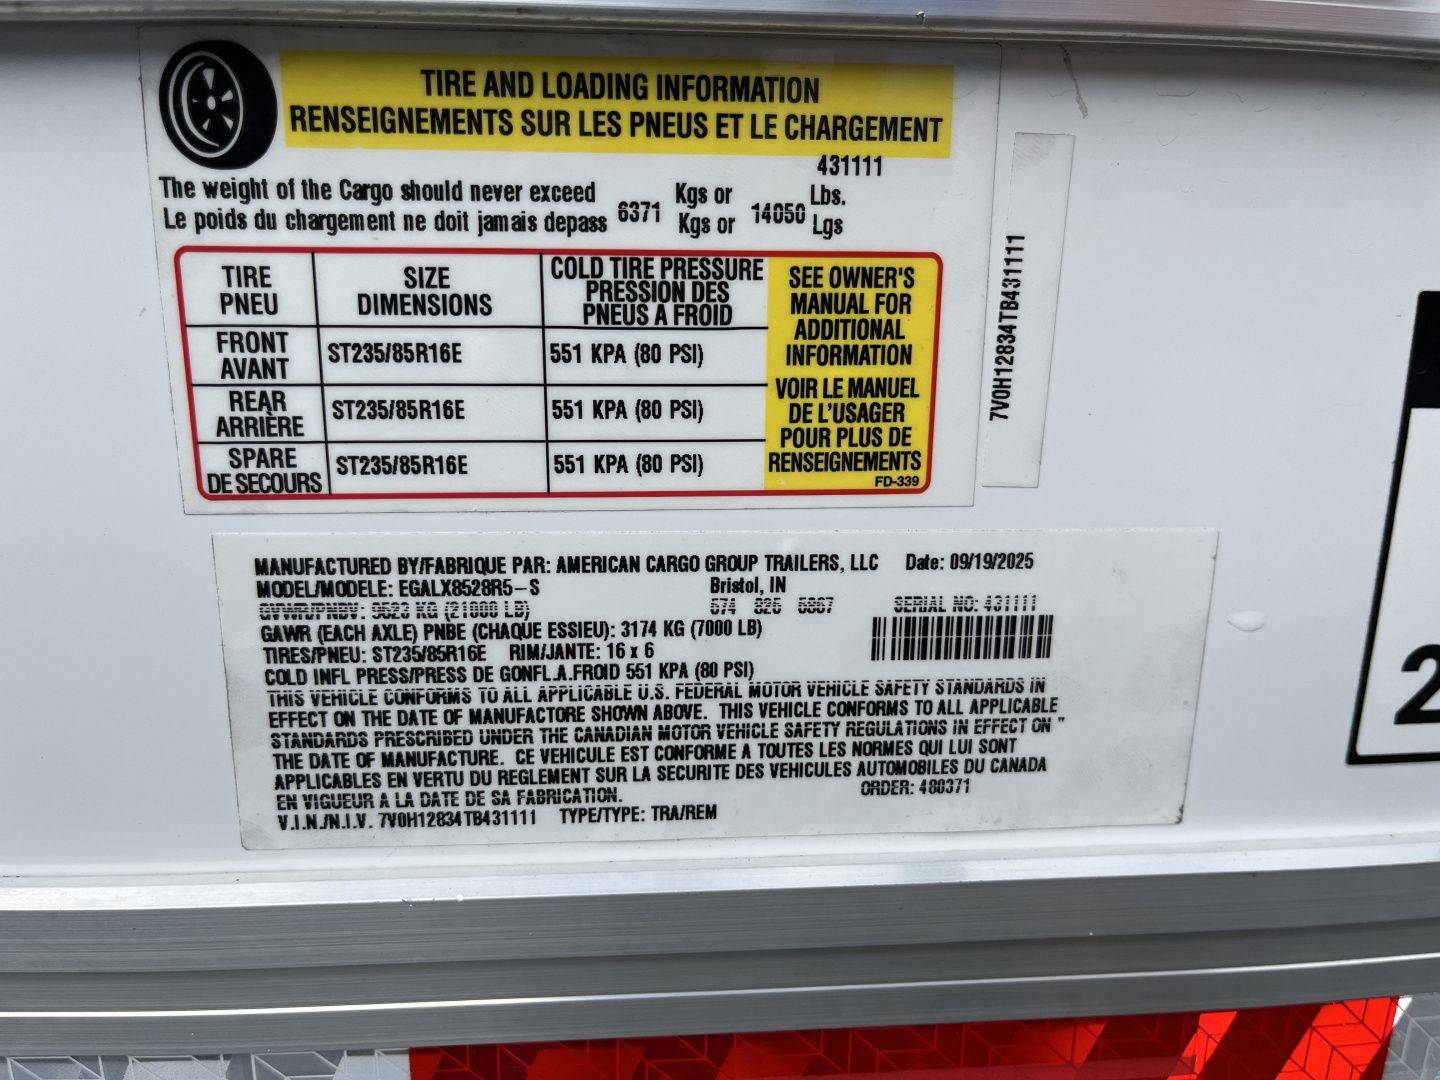 TIRE AND LOADING INFORMATION
RENSEIGNEMENTS SUR LES PNEUS ET LE CHARGEMENT
431111
The weight of the Cargo should never exceed 6371 Kgs or 14050 Lbs.
Le poids du chargement ne doit jamais depass Kgs or Lgs
TIRE PNEU SIZE DIMENSIONS COLD TIRE PRESSURE PRESSION DES PNEUS A FROID
FRONT AVANT ST235/85R16E 551 KPA (80 PSI)
REAR ARRIÈRE ST235/85R16E 551 KPA (80 PSI)
SPARE DE SECOURS ST235/85R16E 551 KPA (80 PSI)
SEE OWNER'S
MANUAL FOR
ADDITIONAL
INFORMATION
VOIR LE MANUEL
DE L'USAGER
POUR PLUS DE
RENSEIGNEMENTS
FD-339
7V0H12834TB431111
MANUFACTURED BY/FABRIQUE PAR: AMERICAN CARGO GROUP TRAILERS, LLC Date: 09/19/2025
MODEL/MODELE: EGALX8528R5-S Bristol, IN
GVWR/PNBV: 9523 KG (21000 LB) 574 SERIAL NO: 431111
GAWR (EACH AXLE) PNBE (CHAQUE ESSIEU): 3174 KG (7000 LB)
TIRES/PNEU: ST235/85R16E RIM/JANTE: 16 x 6
COLD INFL PRESS/PRESS DE GONFL.A.FROID 551 KPA (80 PSI)
THIS VEHICLE CONFORMS TO ALL APPLICABLE U.S. FEDERAL MOTOR VEHICLE SAFETY STANDARDS IN
EFFECT ON THE DATE OF MANUFACTORE SHOWN ABOVE. THIS VEHICLE CONFORMS TO ALL APPLICABLE
STANDARDS PRESCRIBED UNDER THE CANADIAN MOTOR VEHICLE SAFETY REGULATIONS IN EFFECT ON "
THE DATE OF MANUFACTURE. CE VEHICULE EST CONFORME A TOUTES LES NORMES QUI LUI SONT
APPLICABLES EN VERTU DU REGLEMENT SUR LA SECURITE DES VEHICULES AUTOMOBILES DU CANADA
EN VIGUEUR A LA DATE DE SA FABRICATION. ORDER: 480371
V.I.N./N.I.V. 7V0H12834TB431111 TYPE/TYPE: TRA/REM
2